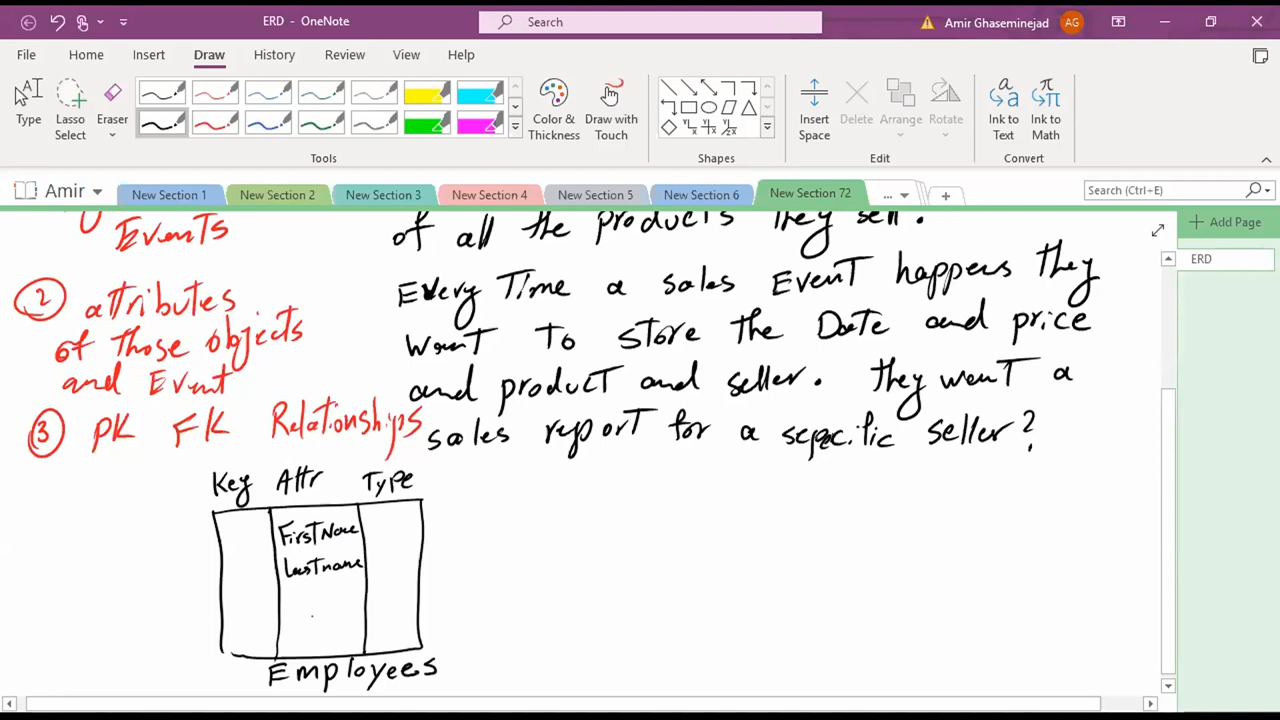 ERD - OneNote
Search
Amir Ghaseminejad
AG
File
Home
Insert
Draw
History
Review
View
Help
Type
Lasso
Select
Eraser
Color &
Thickness
Draw with
Touch
Insert
Space
Delete
Arrange
Rotate
Ink to
Text
Ink to
Math
Tools
Shapes
Edit
Convert
Amir
New Section 1
New Section 2
New Section 3
New Section 4
New Section 5
New Section 6
New Section 72
...
Search (Ctrl+E)
Add Page
ERD
Events
② attributes
of those objects
and Event
③ PK FK Relationships
of all the products they sell.
Every Time a sales Event happens they
want to store the Date and price
and product and seller. they want a
sales report for a sepecific seller?
Key Attr Type
FirstName
Lastname
Employees